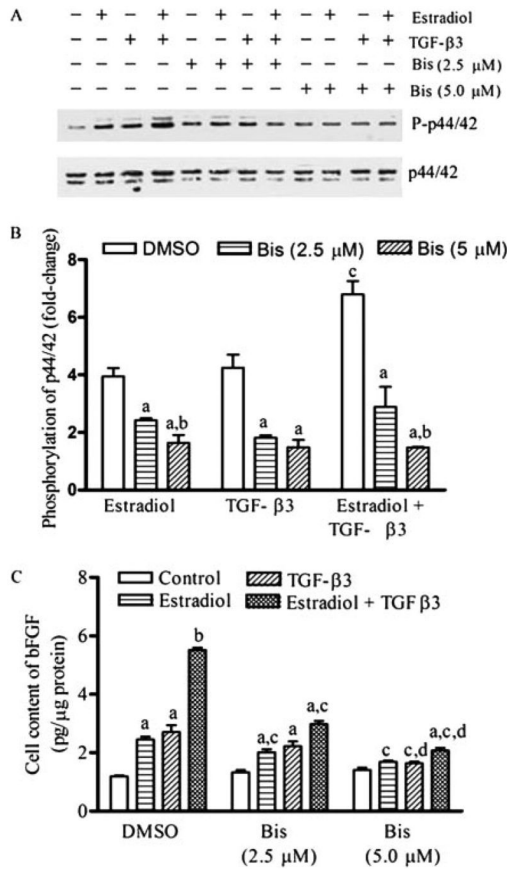 A
− + − + − + − + − + − + Estradiol
− − + + − − + + − − + + TGF-β3
− − − − + + + + Bis (2.5 μM)
+ + + + Bis (5.0 μM)
P-p44/42
p44/42
B
DMSO Bis (2.5 μM) Bis (5 μM)
Phosphorylation of p44/42 (fold-change)
8
6
4
2
0
a a,b a a c a a,b
Estradiol TGF- β3 Estradiol +
TGF- β3
C
Control TGF-β3
Estradiol Estradiol + TGF β3
Cell content of bFGF
(pg/μg protein)
8
6
4
2
0
a a b a,c a a,c c c,d a,c,d
DMSO Bis Bis
(2.5 μM) (5.0 μM)